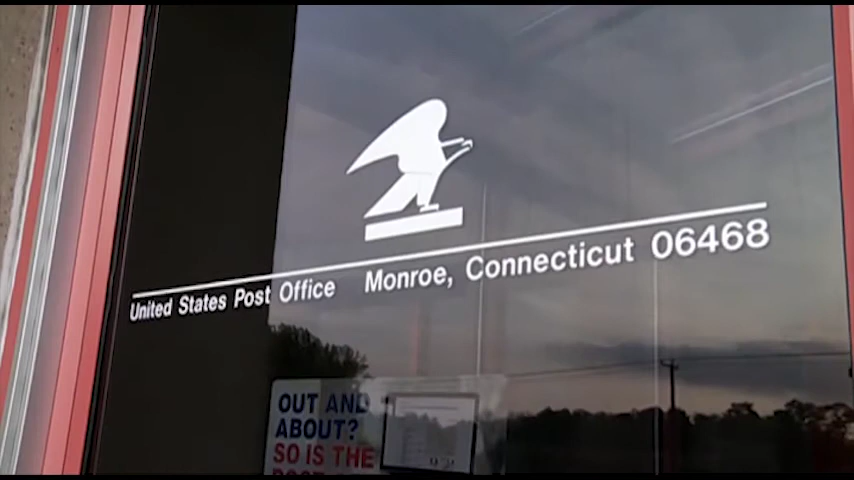 United States Post Office Monroe, Connecticut 06468
OUT AND
ABOUT?
SO IS THE